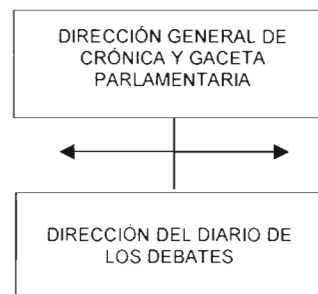 DIRECCIÓN GENERAL DE
CRÓNICA Y GACETA
PARLAMENTARIA
DIRECCIÓN DEL DIARIO DE
LOS DEBATES